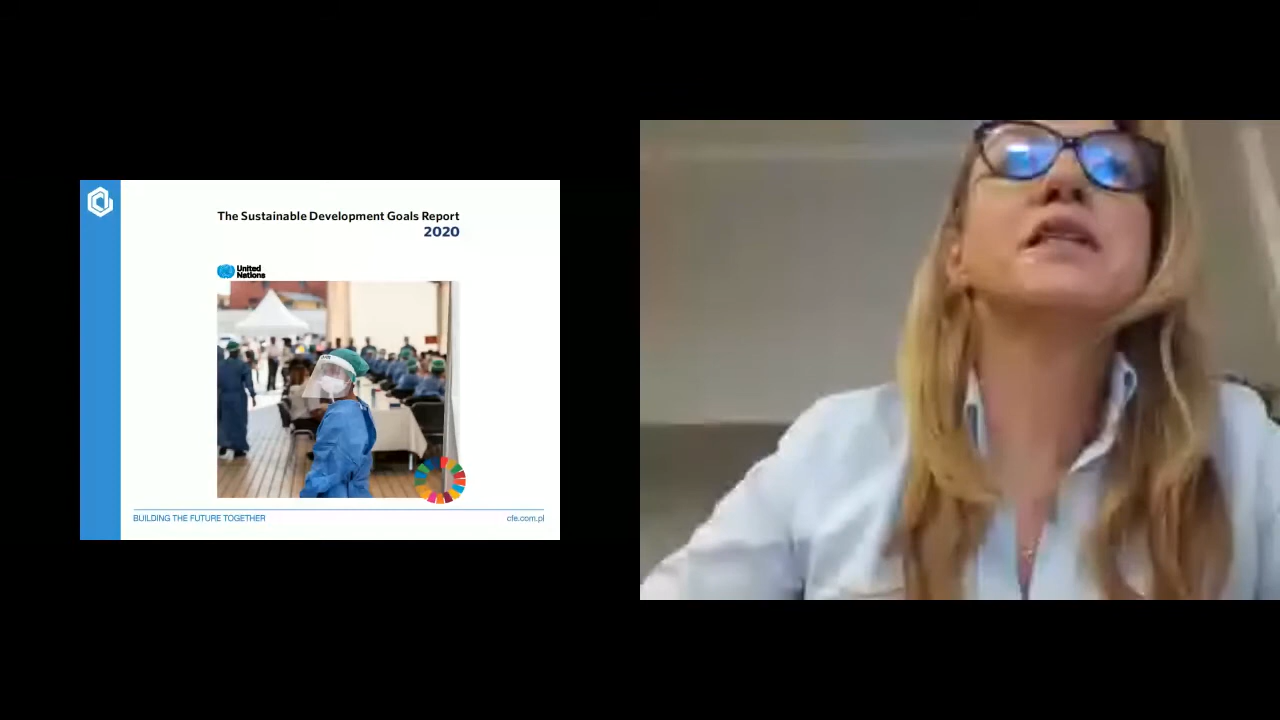 The Sustainable Development Goals Report
2020
United
Nations
BUILDING THE FUTURE TOGETHER
cfe.com.pl